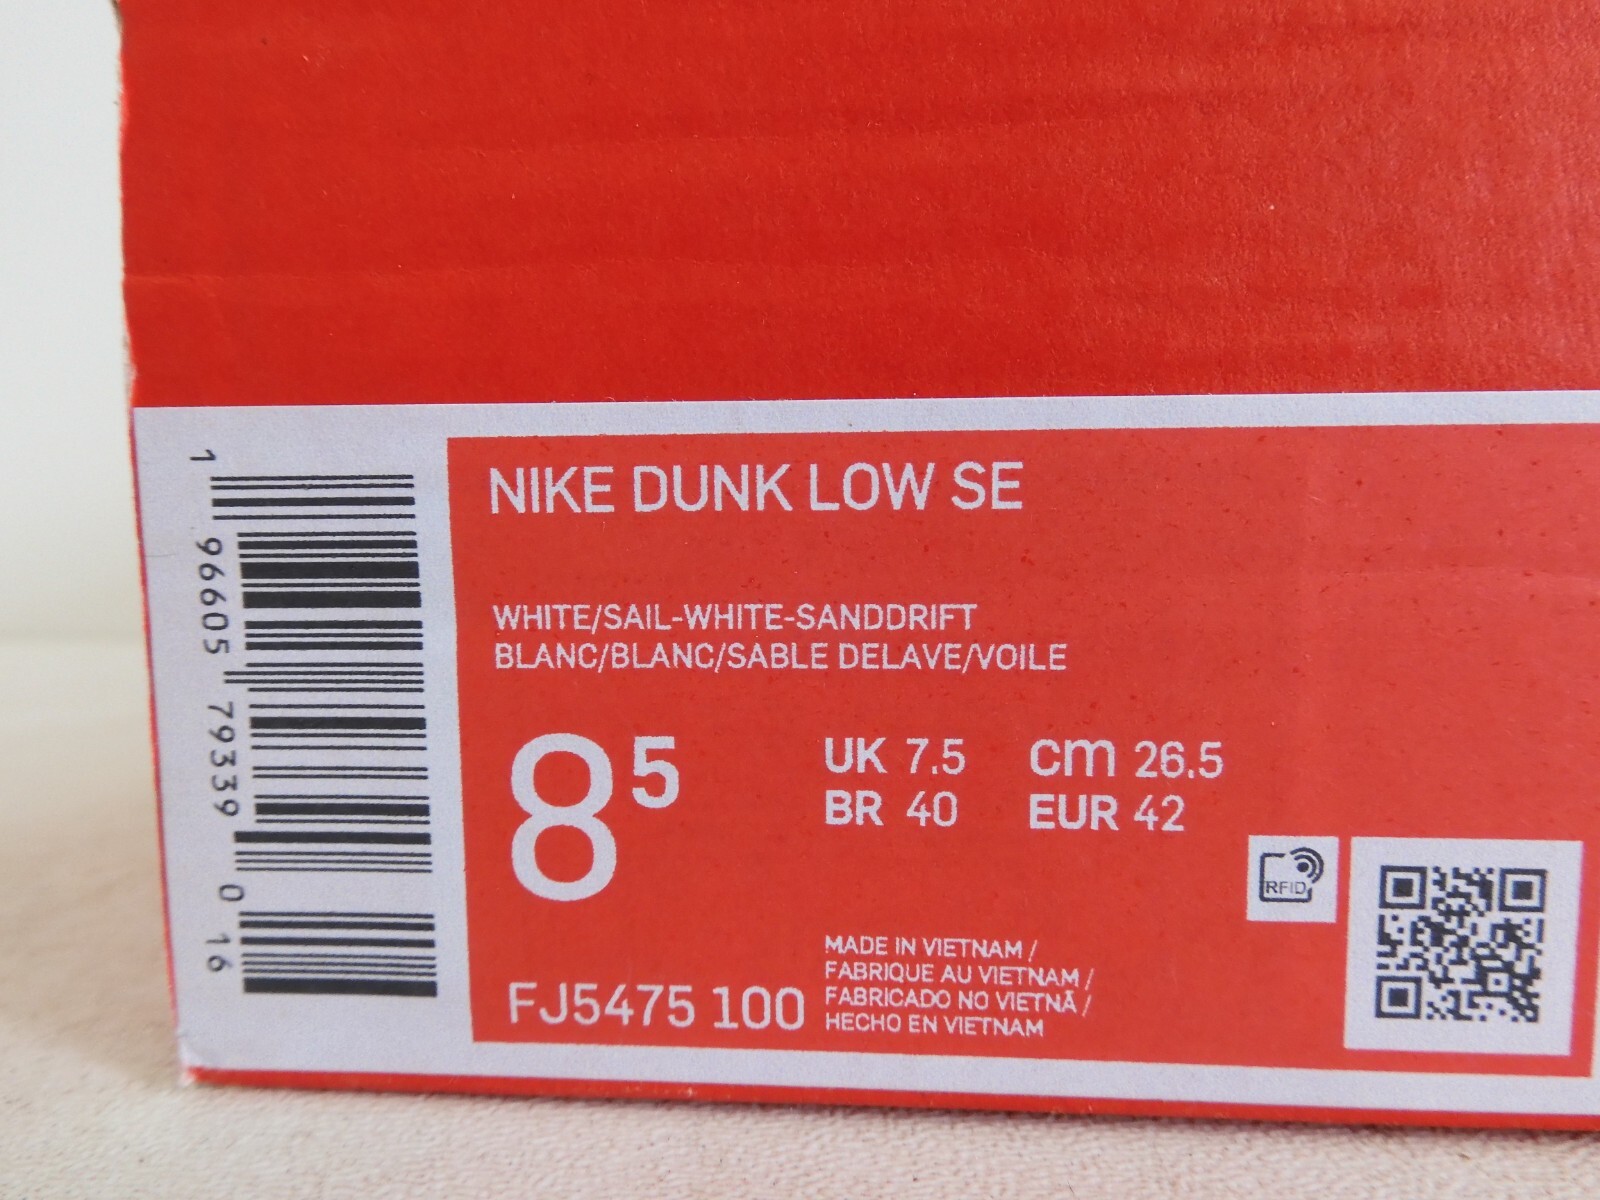 NIKE DUNK LOW SE
WHITE/SAIL-WHITE-SANDDRIFT
BLANC/BLANC/SABLE DELAVE/VOILE
8 5
UK 7.5 cm 26.5
BR 40 EUR 42
RFID
FJ5475 100
MADE IN VIETNAM /
FABRIQUE AU VIETNAM /
FABRICADO NO VIETNÃ /
HECHO EN VIETNAM
1 96605 79339 0 16